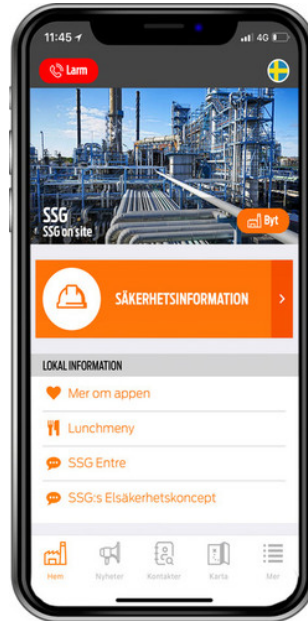 11:45
4G
Larm
SSG
SSG on site
Byt
SÄKERHETSINFORMATION
LOKAL INFORMATION
Mer om appen
Lunchmeny
SSG Entre
SSG:s Elsäkerhetskoncept
Hem
Nyheter
Kontakter
Karta
Mer